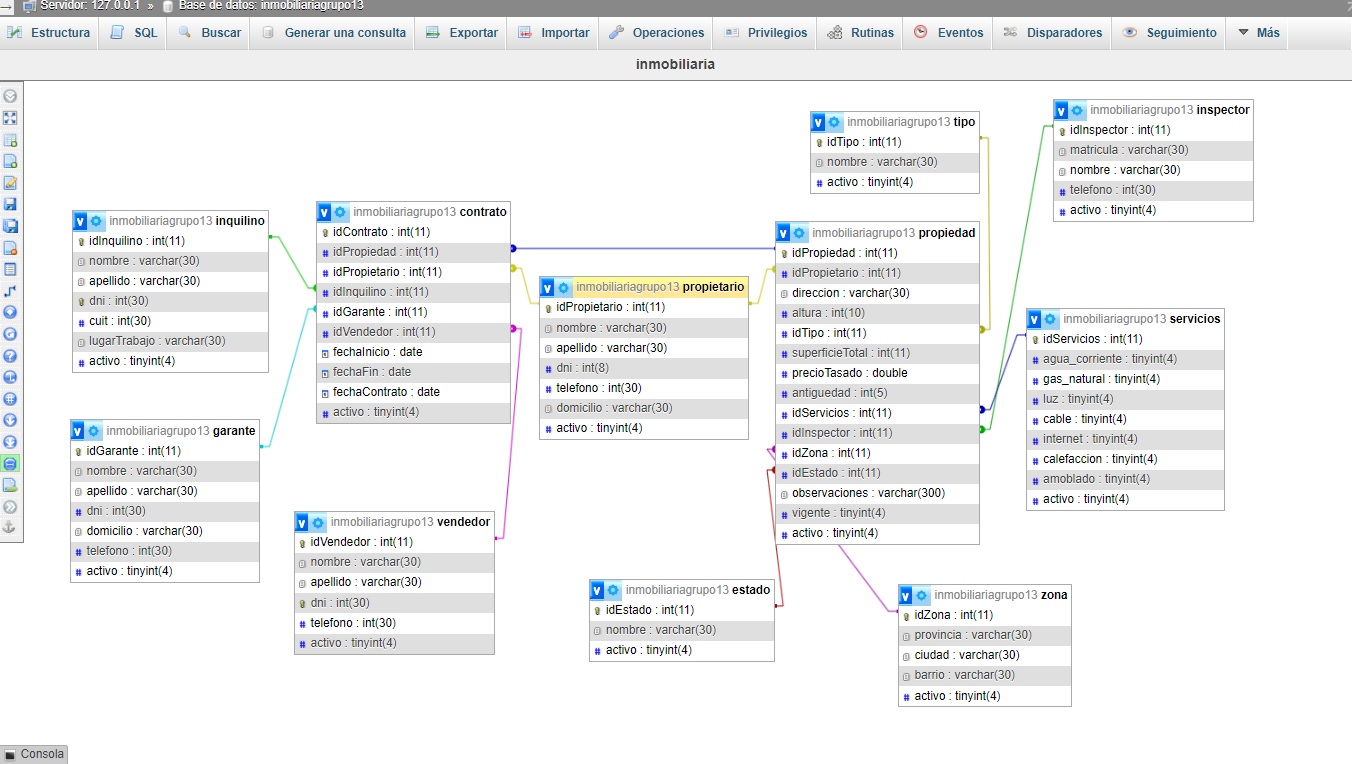 Servidor: 127.0.0.1 » Base de datos: inmobiliariagrupo13
Estructura SQL Buscar Generar una consulta Exportar Importar Operaciones Privilegios Rutinas Eventos Disparadores Seguimiento Más
inmobiliaria
inmobiliariagrupo13 inquilino
idInquilino : int(11)
nombre : varchar(30)
apellido : varchar(30)
dni : int(30)
cuit : int(30)
lugarTrabajo : varchar(30)
activo : tinyint(4)
inmobiliariagrupo13 garante
idGarante : int(11)
nombre : varchar(30)
apellido : varchar(30)
dni : int(30)
domicilio : varchar(30)
telefono : int(30)
activo : tinyint(4)
inmobiliariagrupo13 contrato
idContrato : int(11)
idPropiedad : int(11)
idPropietario : int(11)
idInquilino : int(11)
idGarante : int(11)
idVendedor : int(11)
fechaInicio : date
fechaFin : date
fechaContrato : date
activo : tinyint(4)
inmobiliariagrupo13 vendedor
idVendedor : int(11)
nombre : varchar(30)
apellido : varchar(30)
dni : int(30)
telefono : int(30)
activo : tinyint(4)
inmobiliariagrupo13 propietario
idPropietario : int(11)
nombre : varchar(30)
apellido : varchar(30)
dni : int(8)
telefono : int(30)
domicilio : varchar(30)
activo : tinyint(4)
inmobiliariagrupo13 estado
idEstado : int(11)
nombre : varchar(30)
activo : tinyint(4)
inmobiliariagrupo13 tipo
idTipo : int(11)
nombre : varchar(30)
activo : tinyint(4)
inmobiliariagrupo13 propiedad
idPropiedad : int(11)
idPropietario : int(11)
direccion : varchar(30)
altura : int(10)
idTipo : int(11)
superficieTotal : int(11)
precioTasado : double
antiguedad : int(5)
idServicios : int(11)
idInspector : int(11)
idZona : int(11)
idEstado : int(11)
observaciones : varchar(300)
vigente : tinyint(4)
activo : tinyint(4)
inmobiliariagrupo13 inspector
idInspector : int(11)
matricula : varchar(30)
nombre : varchar(30)
telefono : int(30)
activo : tinyint(4)
inmobiliariagrupo13 servicios
idServicios : int(11)
agua_corriente : tinyint(4)
gas_natural : tinyint(4)
luz : tinyint(4)
cable : tinyint(4)
internet : tinyint(4)
calefaccion : tinyint(4)
amoblado : tinyint(4)
activo : tinyint(4)
inmobiliariagrupo13 zona
idZona : int(11)
provincia : varchar(30)
ciudad : varchar(30)
barrio : varchar(30)
activo : tinyint(4)
Consola